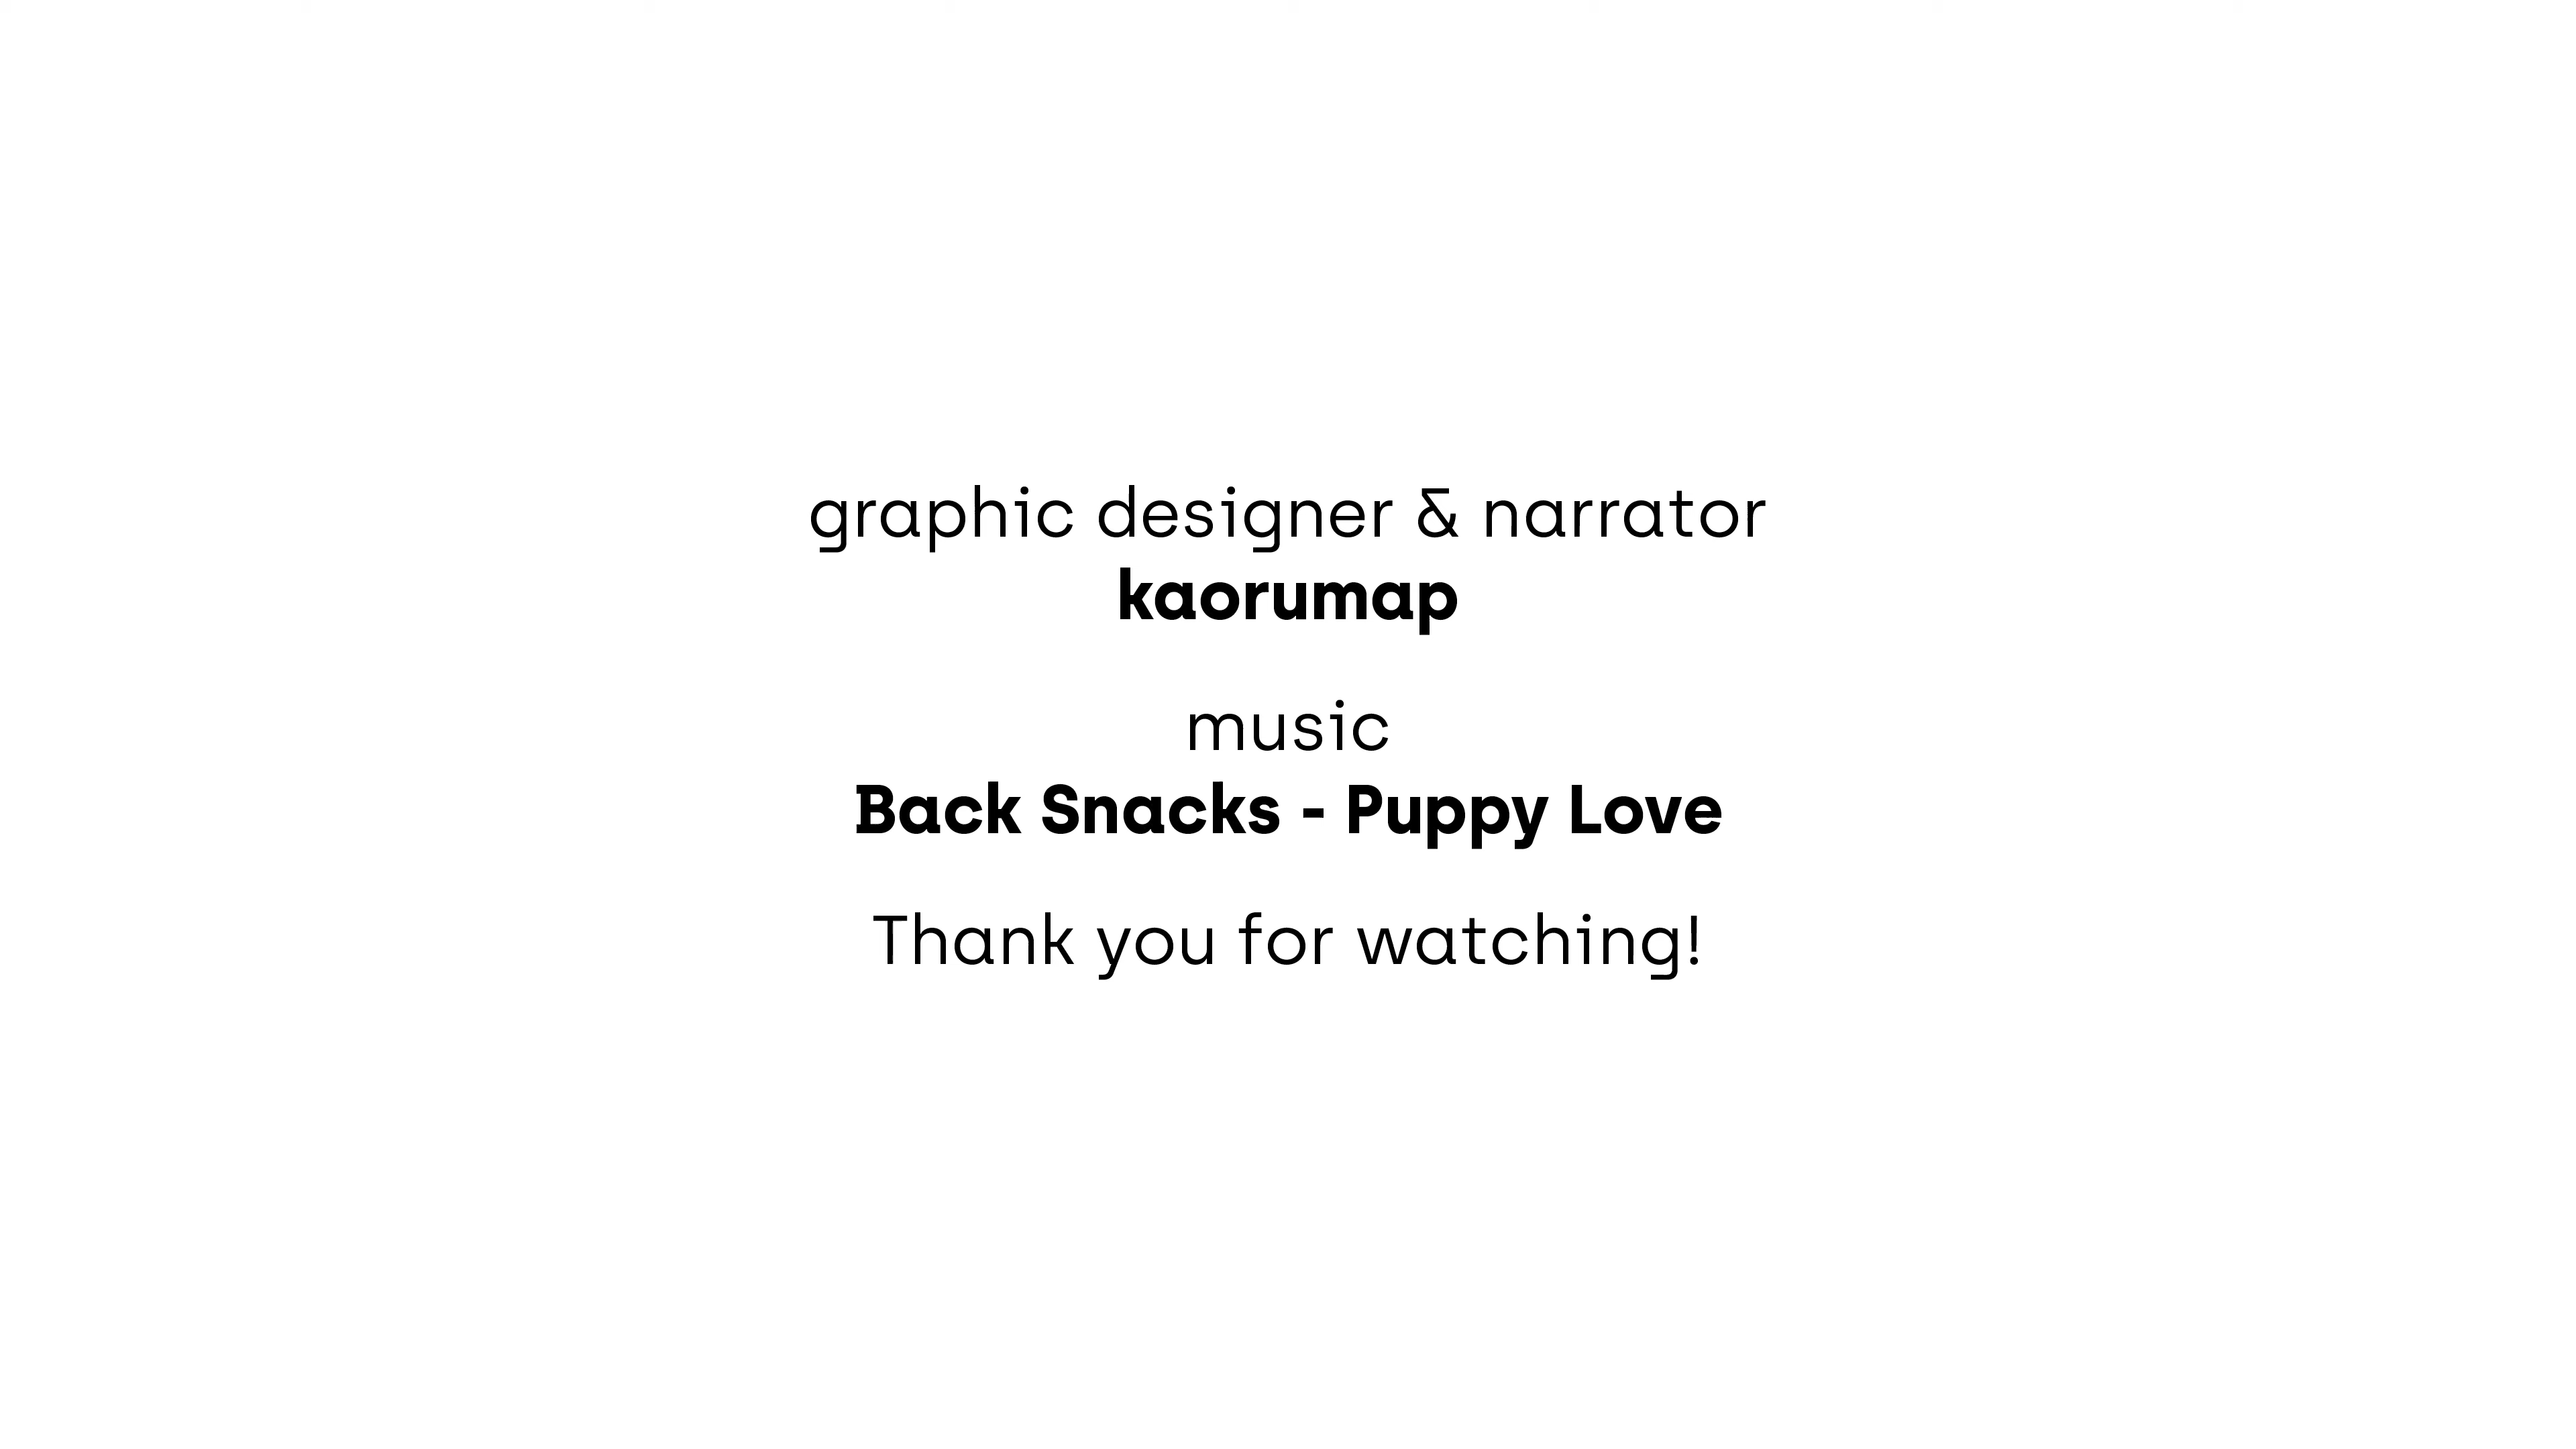 graphic designer & narrator
kaorumap
music
Back Snacks - Puppy Love
Thank you for watching!